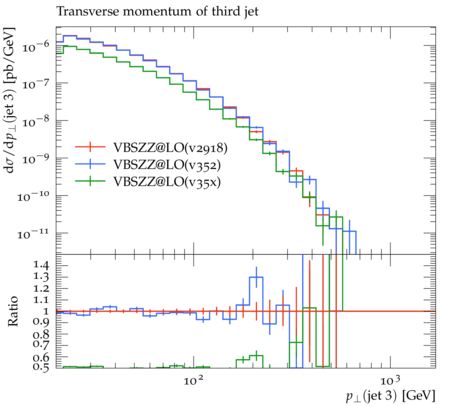 Transverse momentum of third jet
dσ/dp⊥(jet 3) [pb/GeV]
10⁻⁶
10⁻⁷
10⁻⁸
10⁻⁹
10⁻¹⁰
10⁻¹¹
VBSZZ@LO(v2918)
VBSZZ@LO(v352)
VBSZZ@LO(v35x)
Ratio
1.4
1.3
1.2
1.1
1
0.9
0.8
0.7
0.6
0.5
10² 10³
p⊥(jet 3) [GeV]